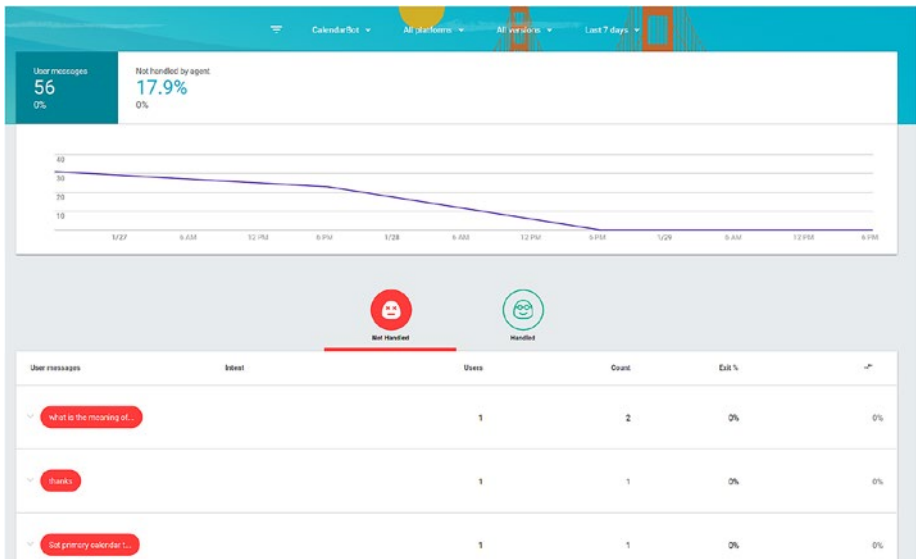 CalendarBot All platforms All versions Last 7 days
User messages Not handled by agent
56 17.9%
0% 0%
40
30
20
10
1/27 6 AM 12 PM 6 PM 1/28 6 AM 12 PM 6 PM 1/29 6 AM 12 PM 6 PM
Not Handled Handled
User messages Intent Users Count Exit %
what is the meaning of... 1 2 0% 0%
thanks 1 1 0% 0%
Set primary calendar t... 1 1 0% 0%